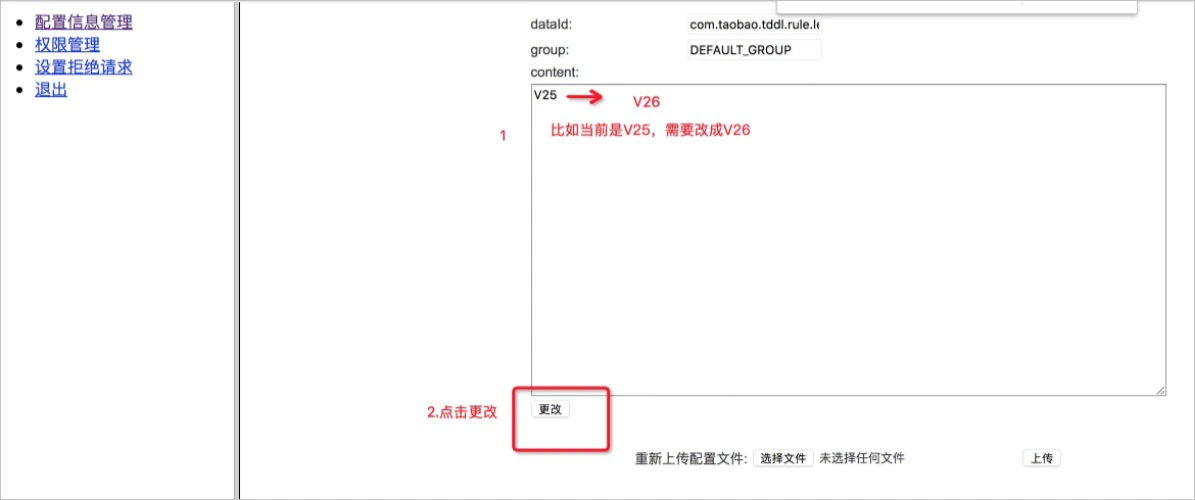 配置信息管理
权限管理
设置拒绝请求
退出
dataId: com.taobao.tddl.rule.le
group: DEFAULT_GROUP
content:
V25 V26
1 比如当前是V25，需要改成V26
2.点击更改 更改
重新上传配置文件: 选择文件 未选择任何文件 上传